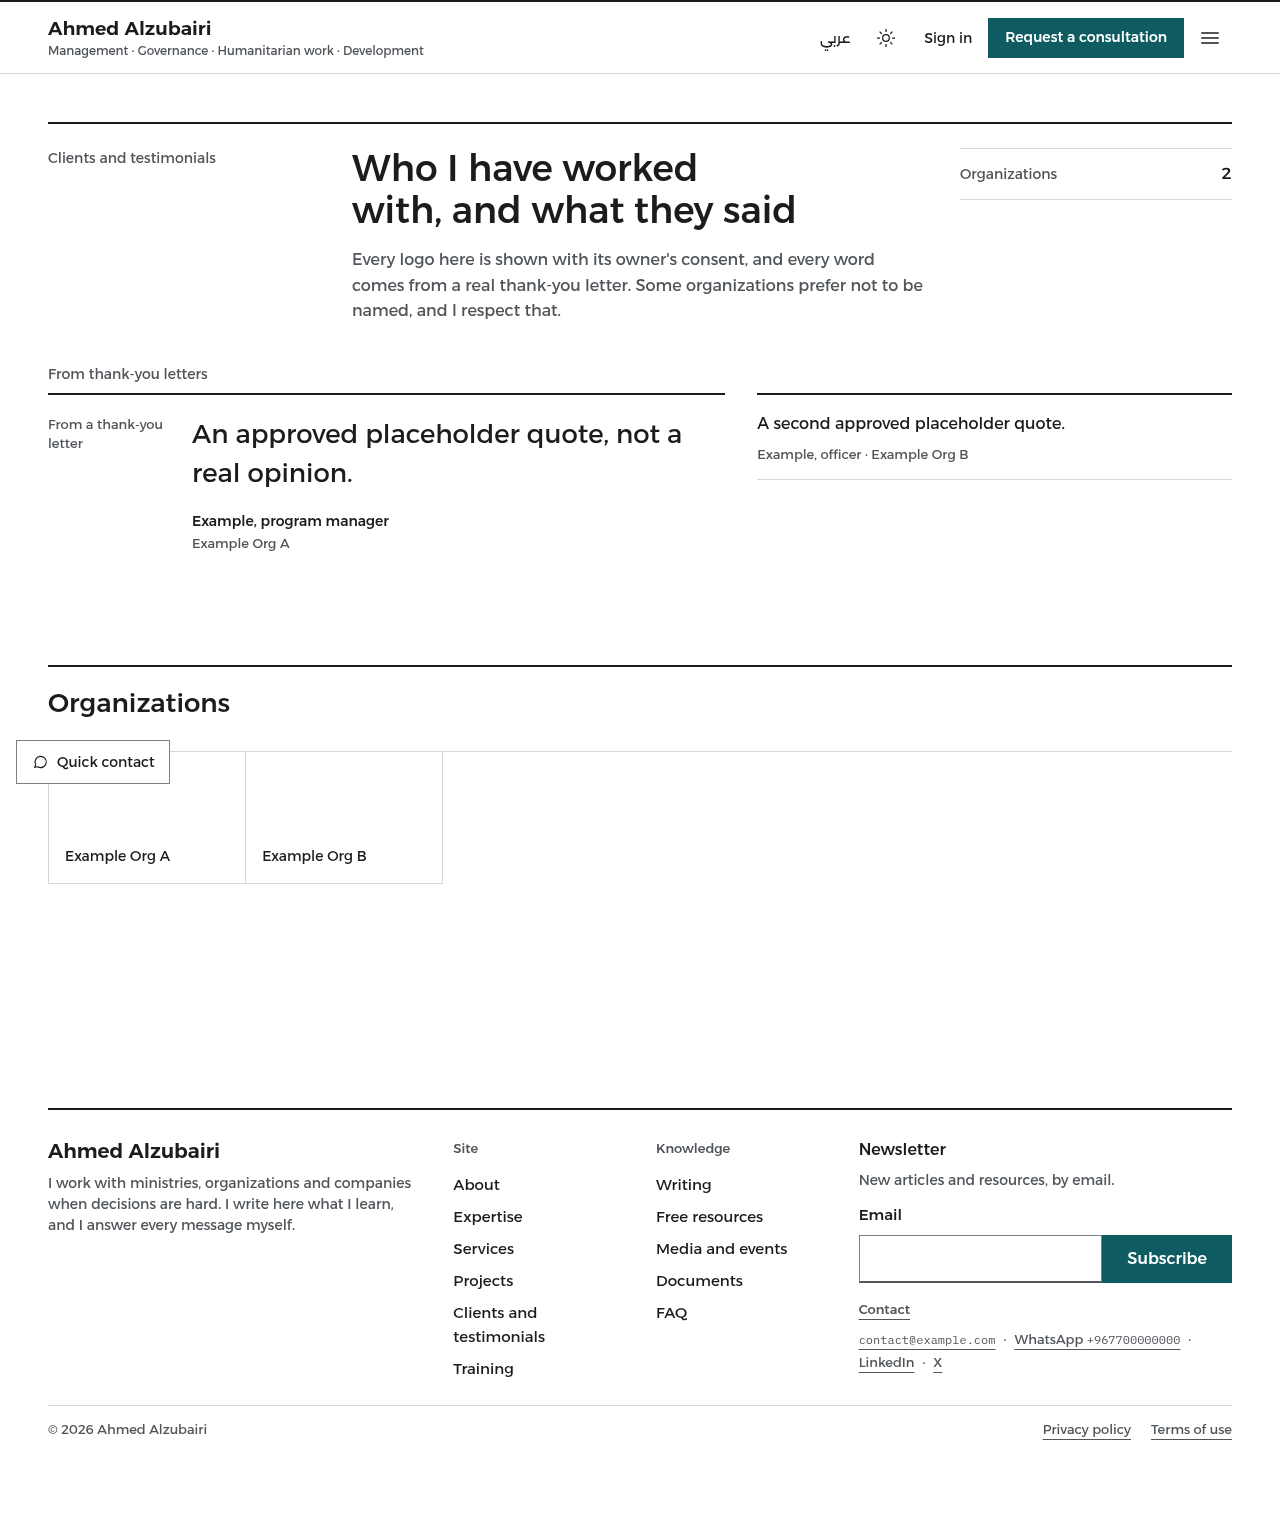 Ahmed Alzubairi
Management · Governance · Humanitarian work · Development
عربي
Sign in
Request a consultation
Clients and testimonials
Who I have worked
with, and what they said
Every logo here is shown with its owner's consent, and every word
comes from a real thank-you letter. Some organizations prefer not to be
named, and I respect that.
Organizations 2
From thank-you letters
From a thank-you
letter
An approved placeholder quote, not a
real opinion.
Example, program manager
Example Org A
A second approved placeholder quote.
Example, officer · Example Org B
Organizations
Quick contact
Example Org A
Example Org B
Ahmed Alzubairi
I work with ministries, organizations and companies
when decisions are hard. I write here what I learn,
and I answer every message myself.
Site
About
Expertise
Services
Projects
Clients and
testimonials
Training
Knowledge
Writing
Free resources
Media and events
Documents
FAQ
Newsletter
New articles and resources, by email.
Email
Subscribe
Contact
contact@example.com · WhatsApp +967700000000 ·
LinkedIn · X
© 2026 Ahmed Alzubairi
Privacy policy
Terms of use